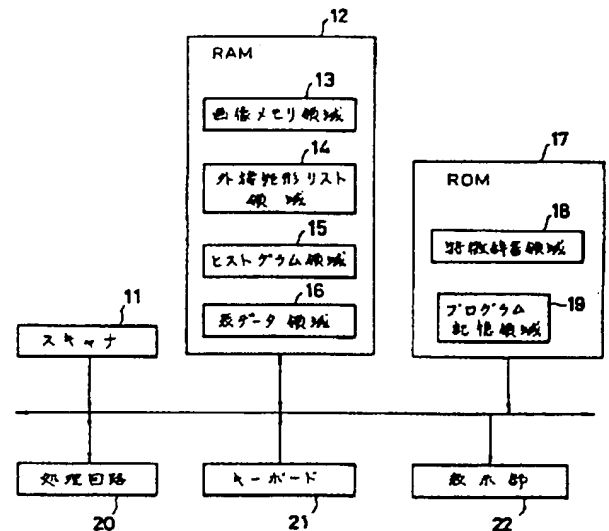 12
RAM
13
画像メモリ領域
14
外接矩形リスト
領域
15
ヒストグラム領域
16
表データ領域
17
ROM
18
特徴辞書領域
プログラム
記憶領域
19
11
スキャナ
処理回路
20
キーボード
21
表示部
22